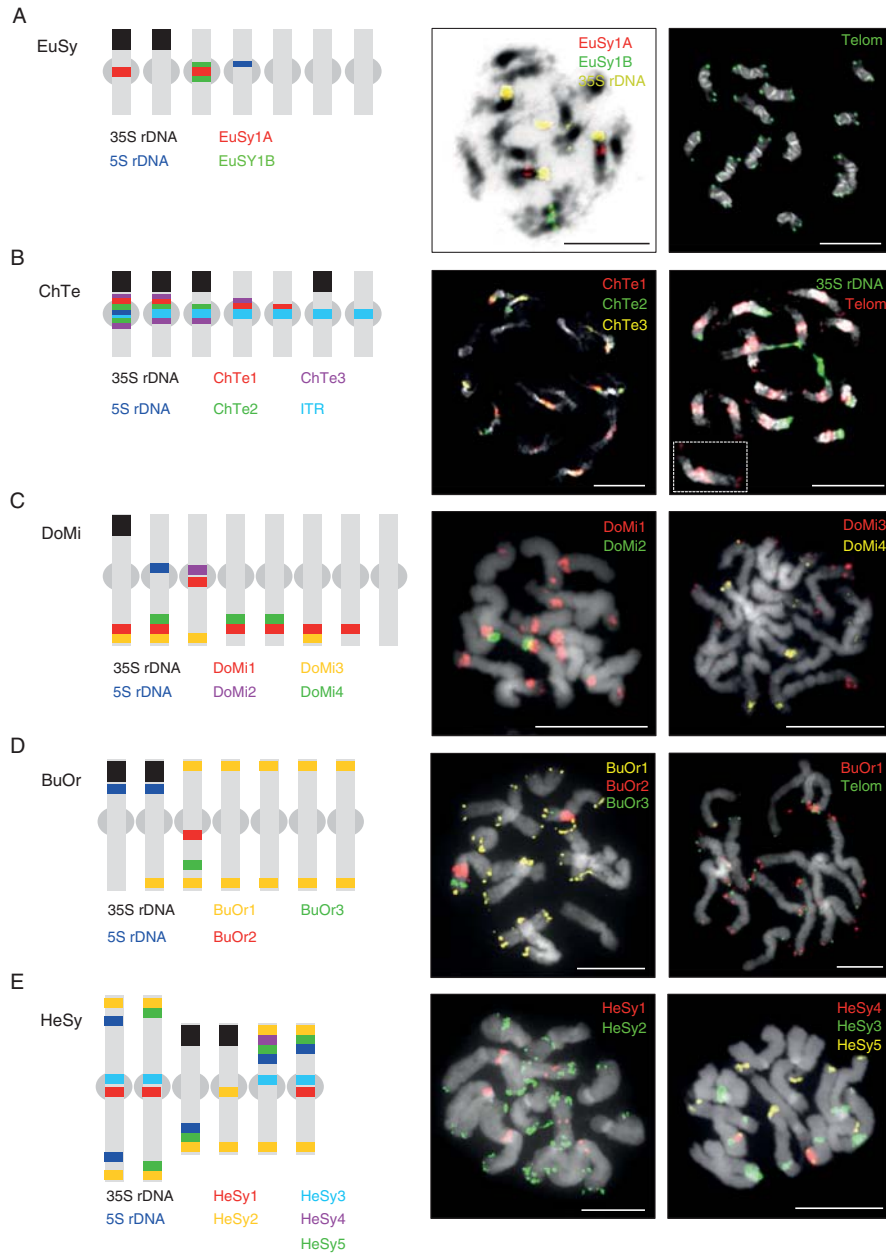 A
EuSy
35S rDNA EuSy1A
5S rDNA EuSY1B
EuSy1A
EuSy1B
35S rDNA
Telom
B
ChTe
35S rDNA ChTe1 ChTe3
5S rDNA ChTe2 ITR
ChTe1
ChTe2
ChTe3
35S rDNA
Telom
C
DoMi
35S rDNA DoMi1 DoMi3
5S rDNA DoMi2 DoMi4
DoMi1
DoMi2
DoMi3
DoMi4
D
BuOr
35S rDNA BuOr1 BuOr3
5S rDNA BuOr2
BuOr1
BuOr2
BuOr3
BuOr1
Telom
E
HeSy
35S rDNA HeSy1 HeSy3
5S rDNA HeSy2 HeSy4
HeSy5
HeSy1
HeSy2
HeSy4
HeSy3
HeSy5